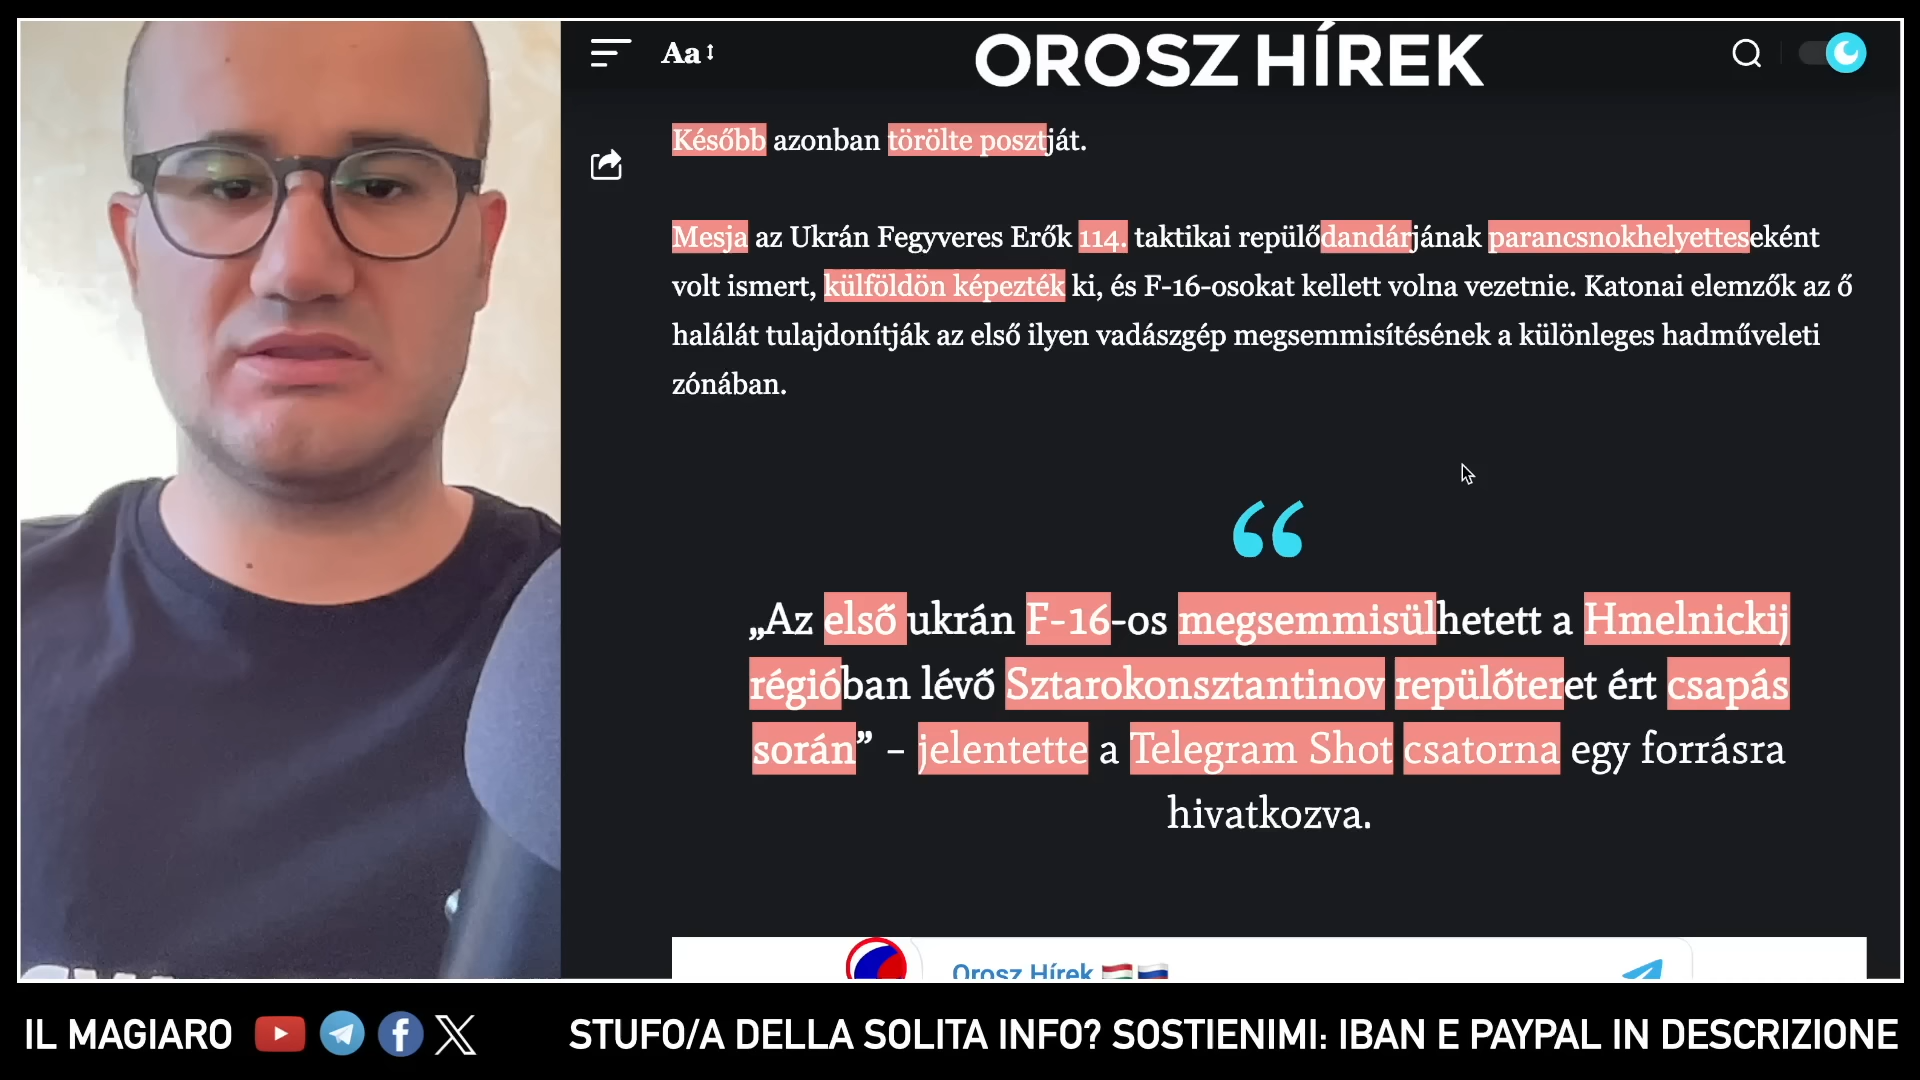 Aa
OROSZ HÍREK
Később azonban törölte posztját.
Mesja az Ukrán Fegyveres Erők 114. taktikai repülődandárjának parancsnokhelyetteseként
volt ismert, külföldön képezték ki, és F-16-osokat kellett volna vezetnie. Katonai elemzők az ő
halálát tulajdonítják az első ilyen vadászgép megsemmisítésének a különleges hadműveleti
zónában.
„Az első ukrán F-16-os megsemmisülhetett a Hmelnickij
régióban lévő Sztarokonsztantinov repülőteret ért csapás
során” – jelentette a Telegram Shot csatorna egy forrásra
hivatkozva.
Orosz Hírek
IL MAGIARO
STUFO/A DELLA SOLITA INFO? SOSTIENIMI: IBAN E PAYPAL IN DESCRIZIONE